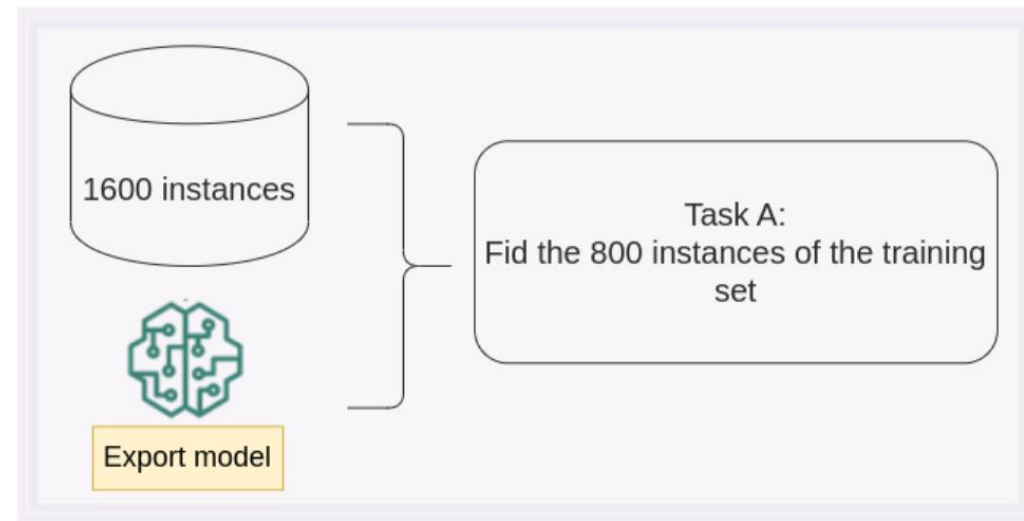 1600 instances
Export model
Task A:
Fid the 800 instances of the training
set